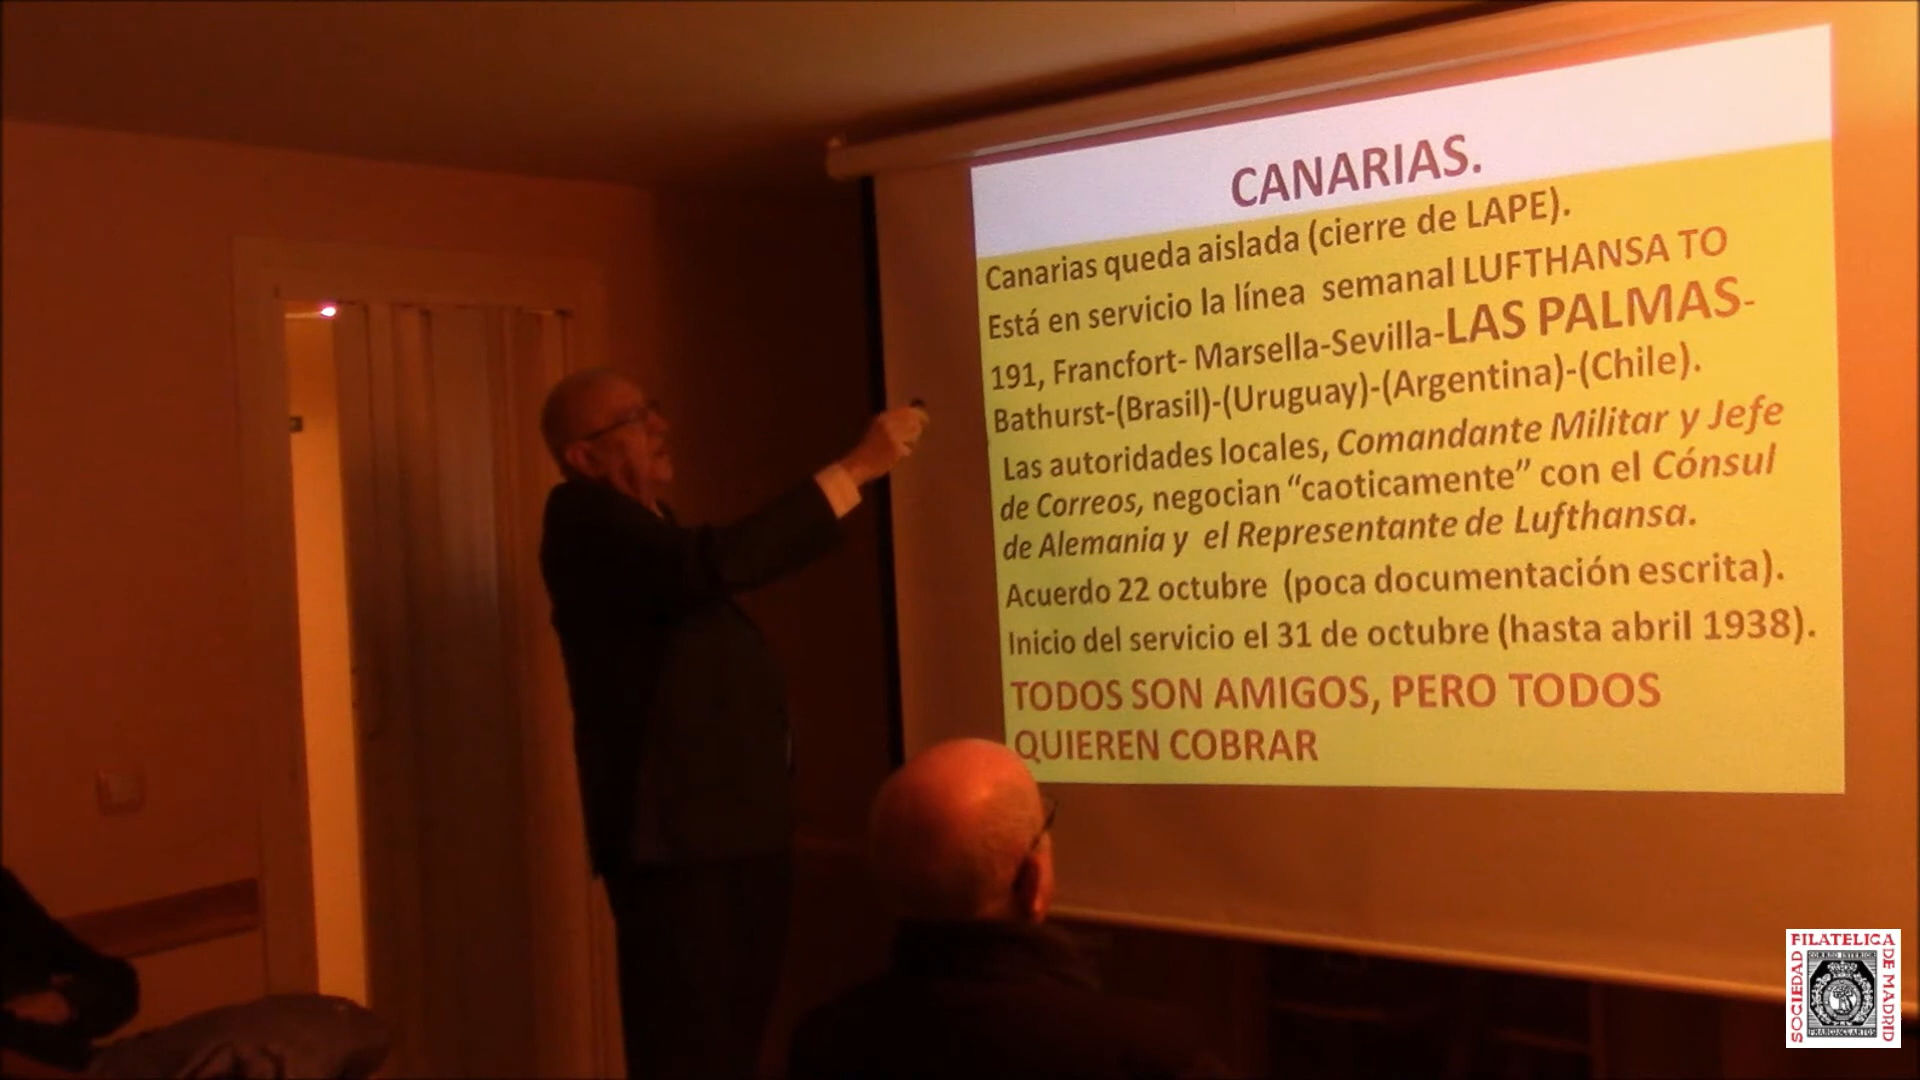 CANARIAS.
Canarias queda aislada (cierre de LAPE).
Está en servicio la línea semanal LUFTHANSA TO
191, Francfort- Marsella-Sevilla-LAS PALMAS-
Bathurst-(Brasil)-(Uruguay)-(Argentina)-(Chile).
Las autoridades locales, Comandante Militar y Jefe
de Correos, negocian “caoticamente” con el Cónsul
de Alemania y el Representante de Lufthansa.
Acuerdo 22 octubre (poca documentación escrita).
Inicio del servicio el 31 de octubre (hasta abril 1938).
TODOS SON AMIGOS, PERO TODOS
QUIEREN COBRAR
SOCIEDAD
FILATELICA
DE MADRID